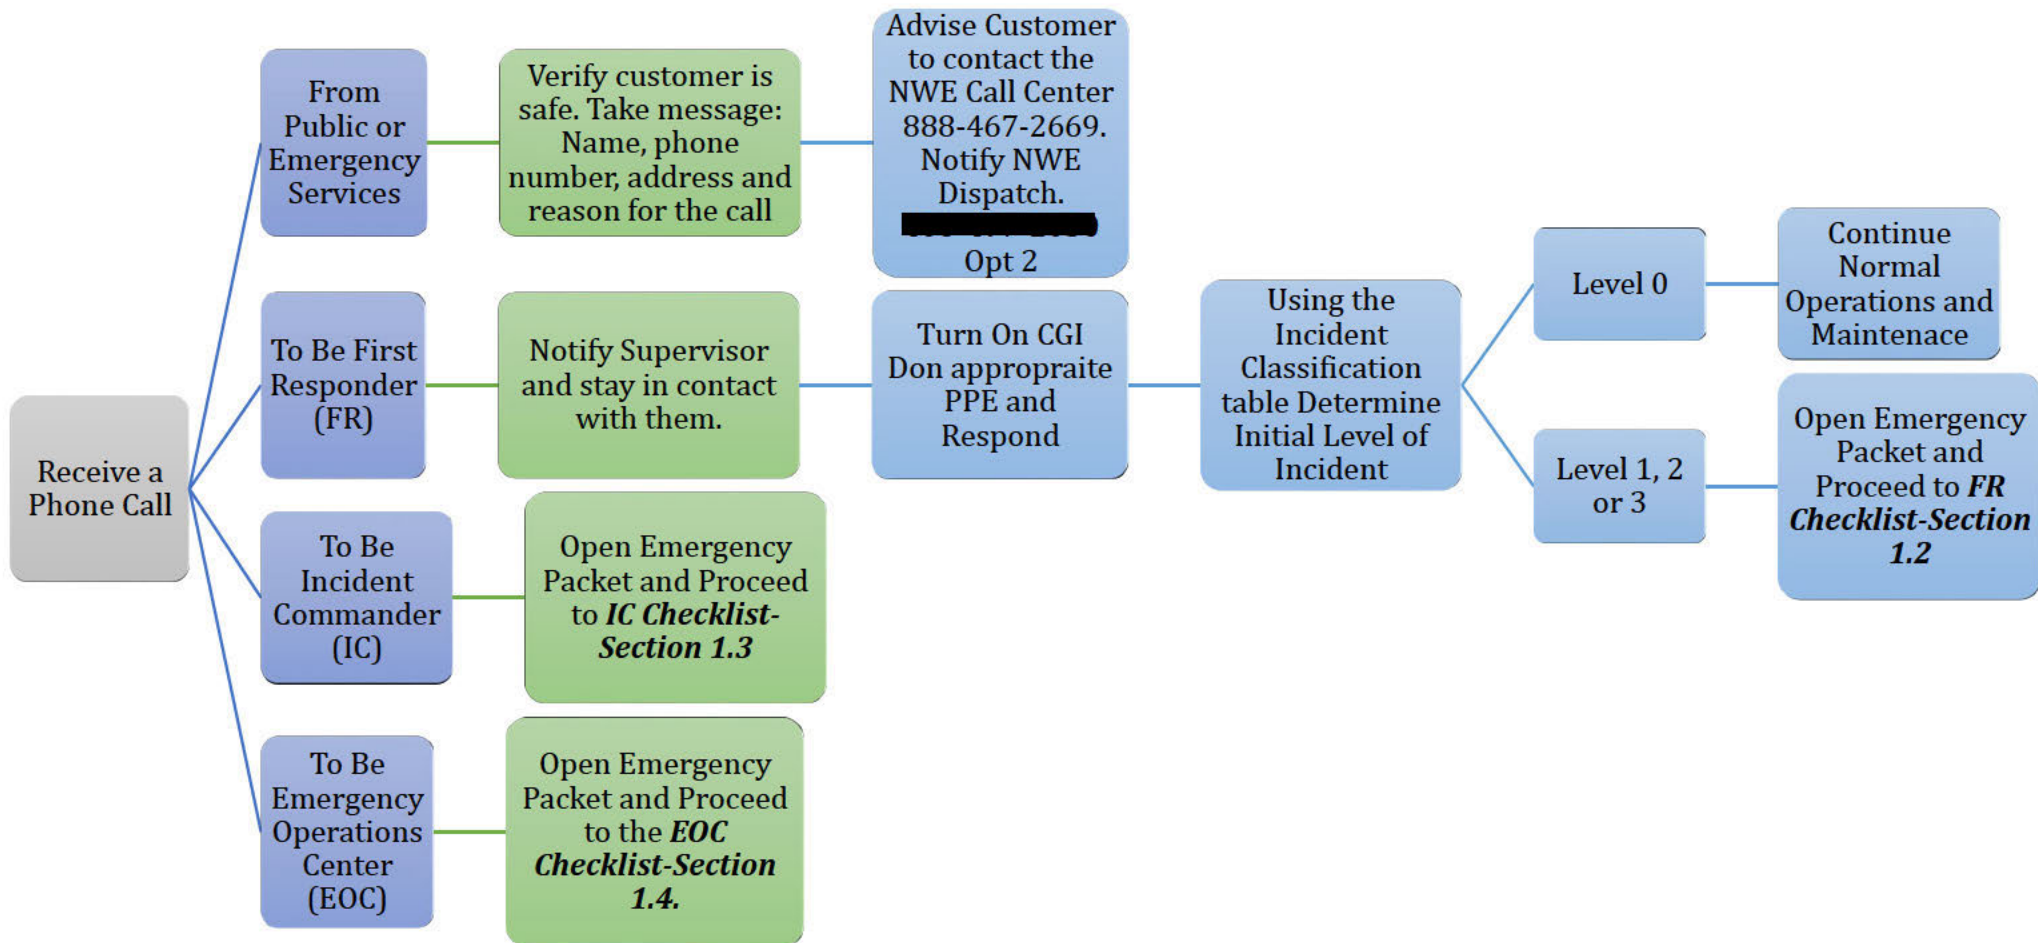 Receive a
Phone Call
From
Public or
Emergency
Services
Verify customer is
safe. Take message:
Name, phone
number, address and
reason for the call
Advise Customer
to contact the
NWE Call Center
888-467-2669.
Notify NWE
Dispatch.
Opt 2
To Be First
Responder
(FR)
Notify Supervisor
and stay in contact
with them.
Turn On CGI
Don appropraite
PPE and
Respond
Using the
Incident
Classification
table Determine
Initial Level of
Incident
Level 0
Continue
Normal
Operations and
Maintenace
Level 1, 2
or 3
Open Emergency
Packet and
Proceed to FR
Checklist-Section
1.2
To Be
Incident
Commander
(IC)
Open Emergency
Packet and Proceed
to IC Checklist-
Section 1.3
To Be
Emergency
Operations
Center
(EOC)
Open Emergency
Packet and Proceed
to the EOC
Checklist-Section
1.4.